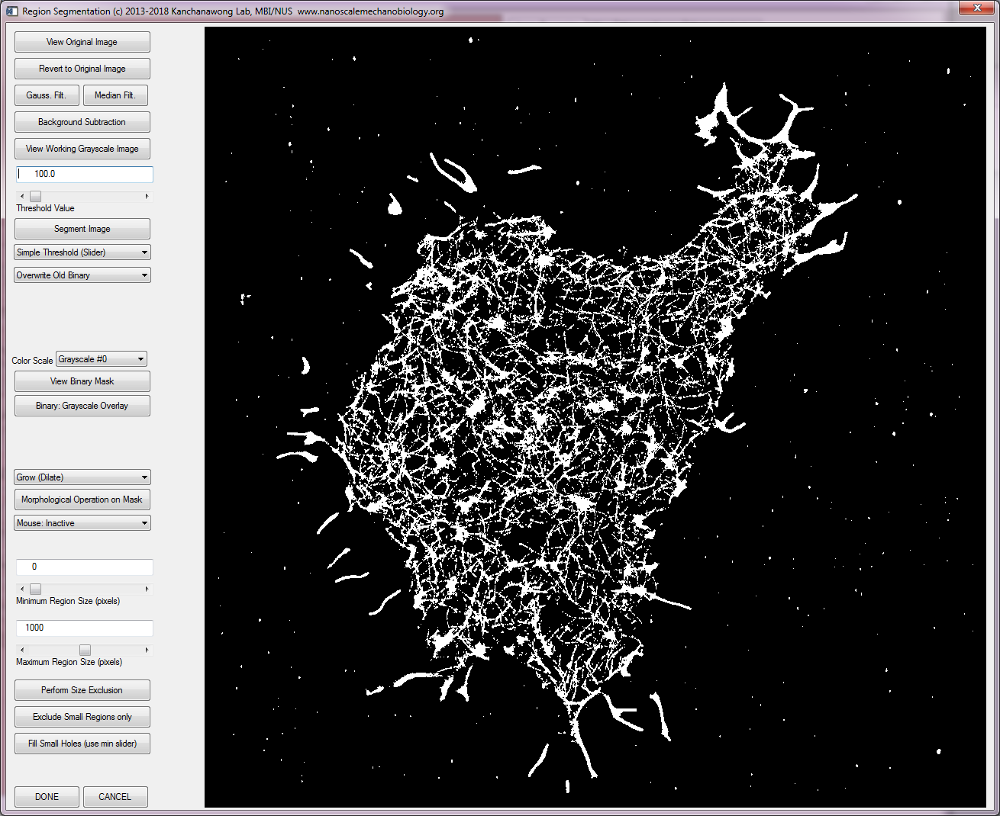 Region Segmentation (c) 2013-2018 Kanchanawong Lab, MBI/NUS www.nanoscalemechanobiology.org
View Original Image
Revert to Original Image
Gauss. Filt.
Median Filt.
Background Subtraction
View Working Grayscale Image
100.0
Threshold Value
Segment Image
Simple Threshold (Slider)
Overwrite Old Binary
Color Scale
Grayscale #0
View Binary Mask
Binary: Grayscale Overlay
Grow (Dilate)
Morphological Operation on Mask
Mouse: Inactive
0
Minimum Region Size (pixels)
1000
Maximum Region Size (pixels)
Perform Size Exclusion
Exclude Small Regions only
Fill Small Holes (use min slider)
DONE
CANCEL